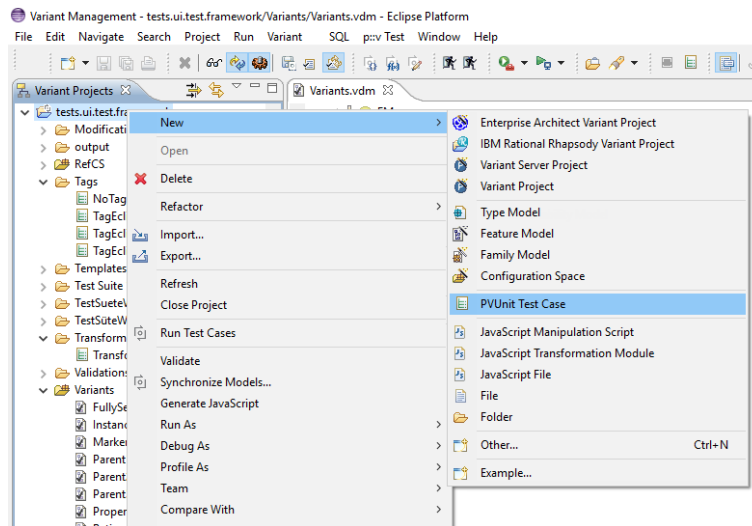 Variant Management - tests.ui.test.framework/Variants/Variants.vdm - Eclipse Platform
File Edit Navigate Search Project Run Variant SQL p::v Test Window Help
Variant Projects
Variants.vdm
tests.ui.test.fra
Modificati
output
RefCS
Tags
NoTag
TagEcl
TagEcl
TagEcl
Templates
Test Suite
TestSueteV
TestSüteW
Transform
Transfo
Validations
Variants
FullySe
Instanc
Marker
Parent
Parent
Parent
Proper
New
Open
Delete
Refactor
Import...
Export...
Refresh
Close Project
Run Test Cases
Validate
Synchronize Models...
Generate JavaScript
Run As
Debug As
Profile As
Team
Compare With
Enterprise Architect Variant Project
IBM Rational Rhapsody Variant Project
Variant Server Project
Variant Project
Type Model
Feature Model
Family Model
Configuration Space
PVUnit Test Case
JavaScript Manipulation Script
JavaScript Transformation Module
JavaScript File
File
Folder
Other... Ctrl+N
Example...